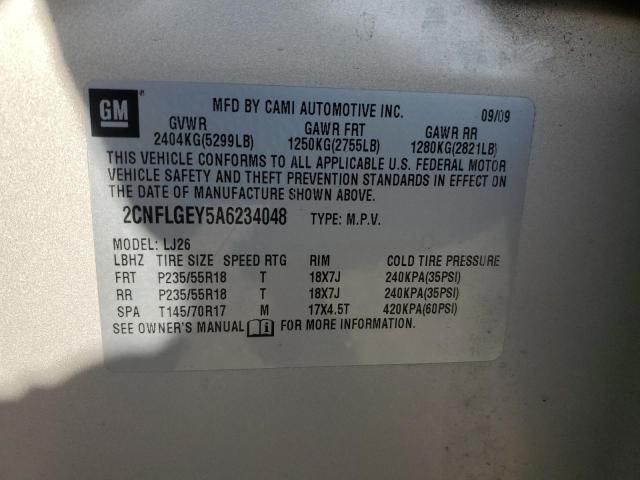 GM ®
MFD BY CAMI AUTOMOTIVE INC. 09/09
GVWR GAWR FRT GAWR RR
2404KG(5299LB) 1250KG(2755LB) 1280KG(2821LB)
THIS VEHICLE CONFORMS TO ALL APPLICABLE U.S. FEDERAL MOTOR
VEHICLE SAFETY AND THEFT PREVENTION STANDARDS IN EFFECT ON
THE DATE OF MANUFACTURE SHOWN ABOVE.
2CNFLGEY5A6234048 TYPE: M.P.V.
MODEL: LJ26
LBHZ TIRE SIZE SPEED RTG RIM COLD TIRE PRESSURE
FRT P235/55R18 T 18X7J 240KPA(35PSI)
RR P235/55R18 T 18X7J 240KPA(35PSI)
SPA T145/70R17 M 17X4.5T 420KPA(60PSI)
SEE OWNER'S MANUAL FOR MORE INFORMATION.